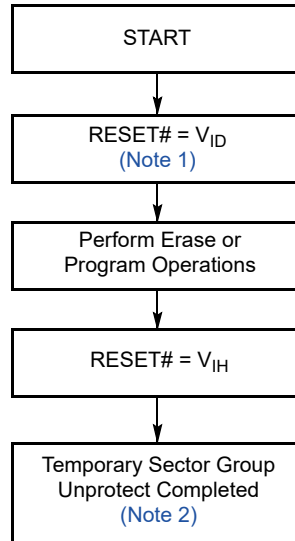 START
RESET# = VID
(Note 1)
Perform Erase or
Program Operations
RESET# = VIH
Temporary Sector Group
Unprotect Completed
(Note 2)